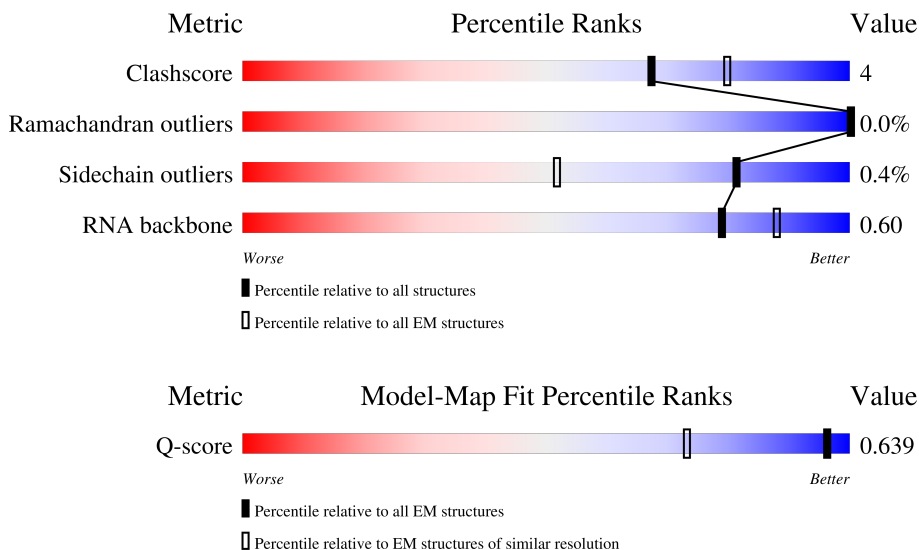 Metric Percentile Ranks Value
Clashscore 4
Ramachandran outliers 0.0%
Sidechain outliers 0.4%
RNA backbone 0.60
Worse Better
Percentile relative to all structures
Percentile relative to all EM structures
Metric Model-Map Fit Percentile Ranks Value
Q-score 0.639
Worse Better
Percentile relative to all EM structures
Percentile relative to EM structures of similar resolution